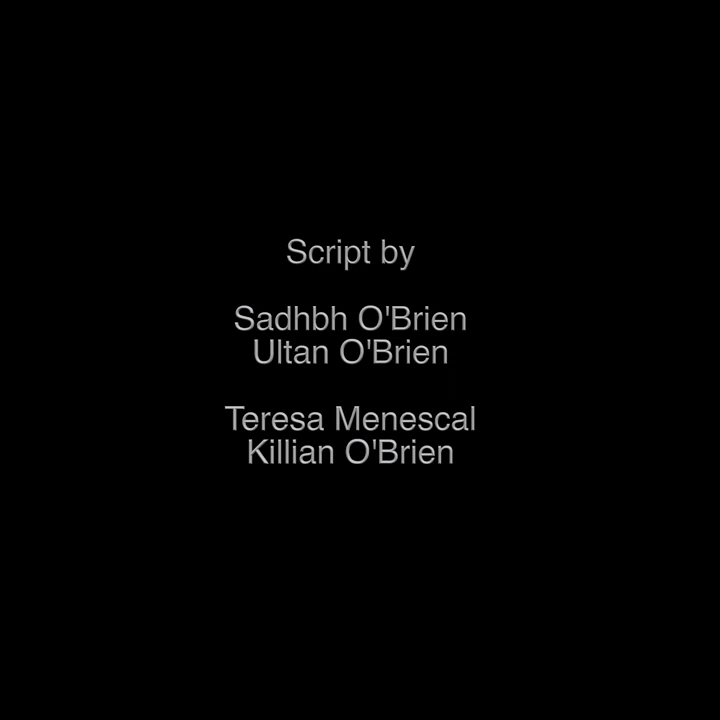 Script by
Sadhbh O'Brien
Ultan O'Brien
Teresa Menescal
Killian O'Brien